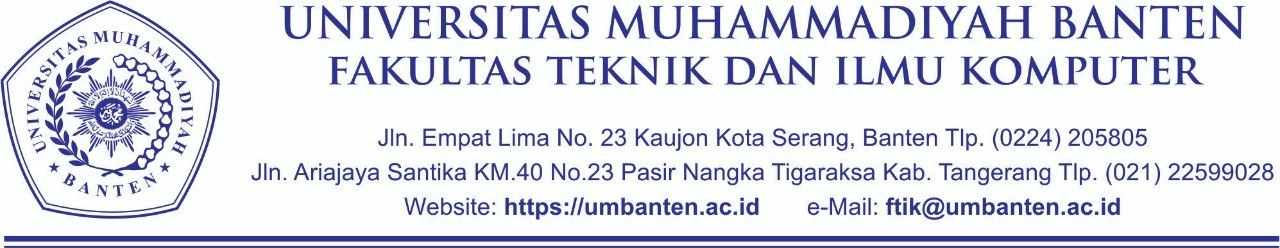 UNIVERSITAS MUHAMMADIYAH BANTEN
FAKULTAS TEKNIK DAN ILMU KOMPUTER
Jln. Empat Lima No. 23 Kaujon Kota Serang, Banten Tlp. (0224) 205805
Jln. Ariajaya Santika KM.40 No.23 Pasir Nangka Tigaraksa Kab. Tangerang Tlp. (021) 22599028
Website: https://umbanten.ac.id e-Mail: ftik@umbanten.ac.id
UNIVERSITAS MUHAMMADIYAH
BANTEN